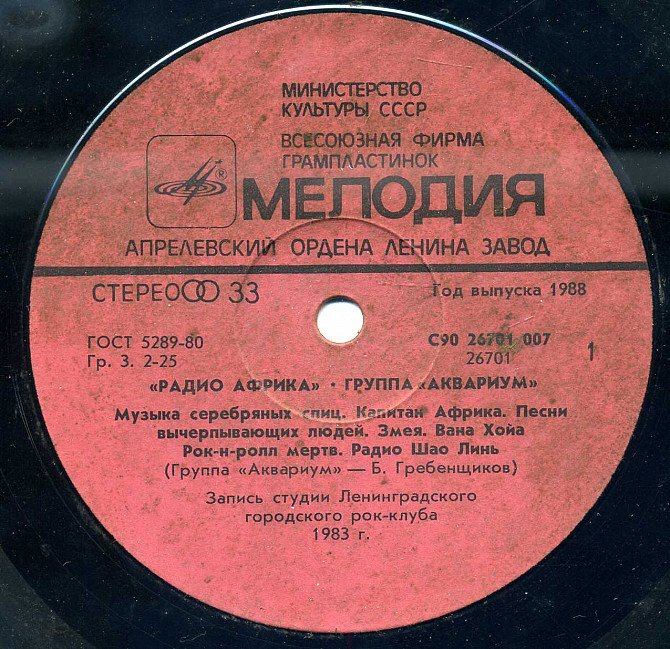 МИНИСТЕРСТВО
КУЛЬТУРЫ СССР
ВСЕСОЮЗНАЯ ФИРМА
ГРАМПЛАСТИНОК
®
МЕЛОДИЯ
АПРЕЛЕВСКИЙ ОРДЕНА ЛЕНИНА ЗАВОД
СТЕРЕО 33
Год выпуска 1988
ГОСТ 5289-80
Гр. 3. 2-25
С90 26701 007
26701
1
«РАДИО АФРИКА» · ГРУППА «АКВАРИУМ»
Музыка серебряных спиц. Капитан Африка. Песни
вычерпывающих людей. Змея. Вана Хойа
Рок-н-ролл мертв. Радио Шао Линь
(Группа «Аквариум» — Б. Гребенщиков)
Запись студии Ленинградского
городского рок-клуба
1983 г.